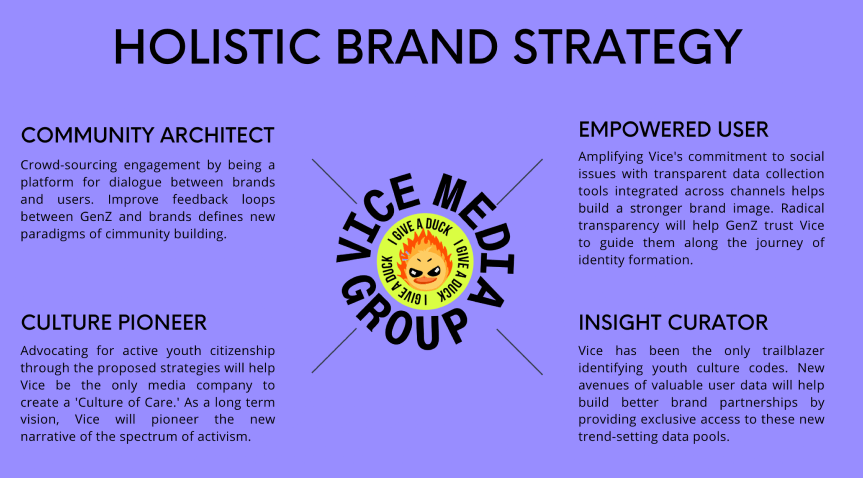 HOLISTIC BRAND STRATEGY
COMMUNITY ARCHITECT
Crowd-sourcing engagement by being a
platform for dialogue between brands
and users. Improve feedback loops
between GenZ and brands defines new
paradigms of cimmunity building.
EMPOWERED USER
Amplifying Vice's commitment to social
issues with transparent data collection
tools integrated across channels helps
build a stronger brand image. Radical
transparency will help GenZ trust Vice
to guide them along the journey of
identity formation.
VICE MEDIA
GROUP
I GIVE A DUCK
I GIVE A DUCK
I GIVE A DUCK
I GIVE A DUCK
CULTURE PIONEER
Advocating for active youth citizenship
through the proposed strategies will help
Vice be the only media company to
create a 'Culture of Care.' As a long term
vision, Vice will pioneer the new
narrative of the spectrum of activism.
INSIGHT CURATOR
Vice has been the only trailblazer
identifying youth culture codes. New
avenues of valuable user data will help
build better brand partnerships by
providing exclusive access to these new
trend-setting data pools.